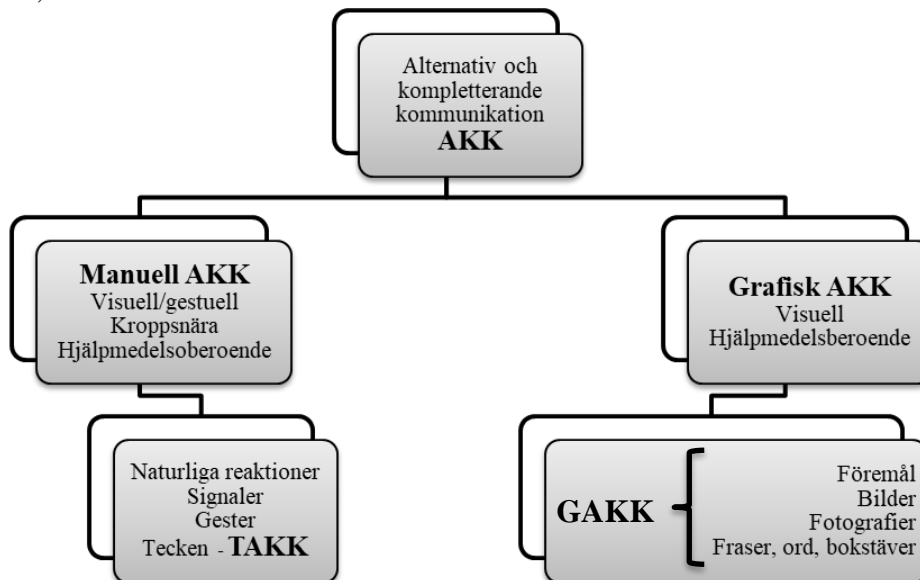 Alternativ och
kompletterande
kommunikation
AKK
Manuell AKK
Visuell/gestuell
Kroppsnära
Hjälpmedelsoberoende
Grafisk AKK
Visuell
Hjälpmedelsberoende
Naturliga reaktioner
Signaler
Gester
Tecken - TAKK
GAKK
Föremål
Bilder
Fotografier
Fraser, ord, bokstäver